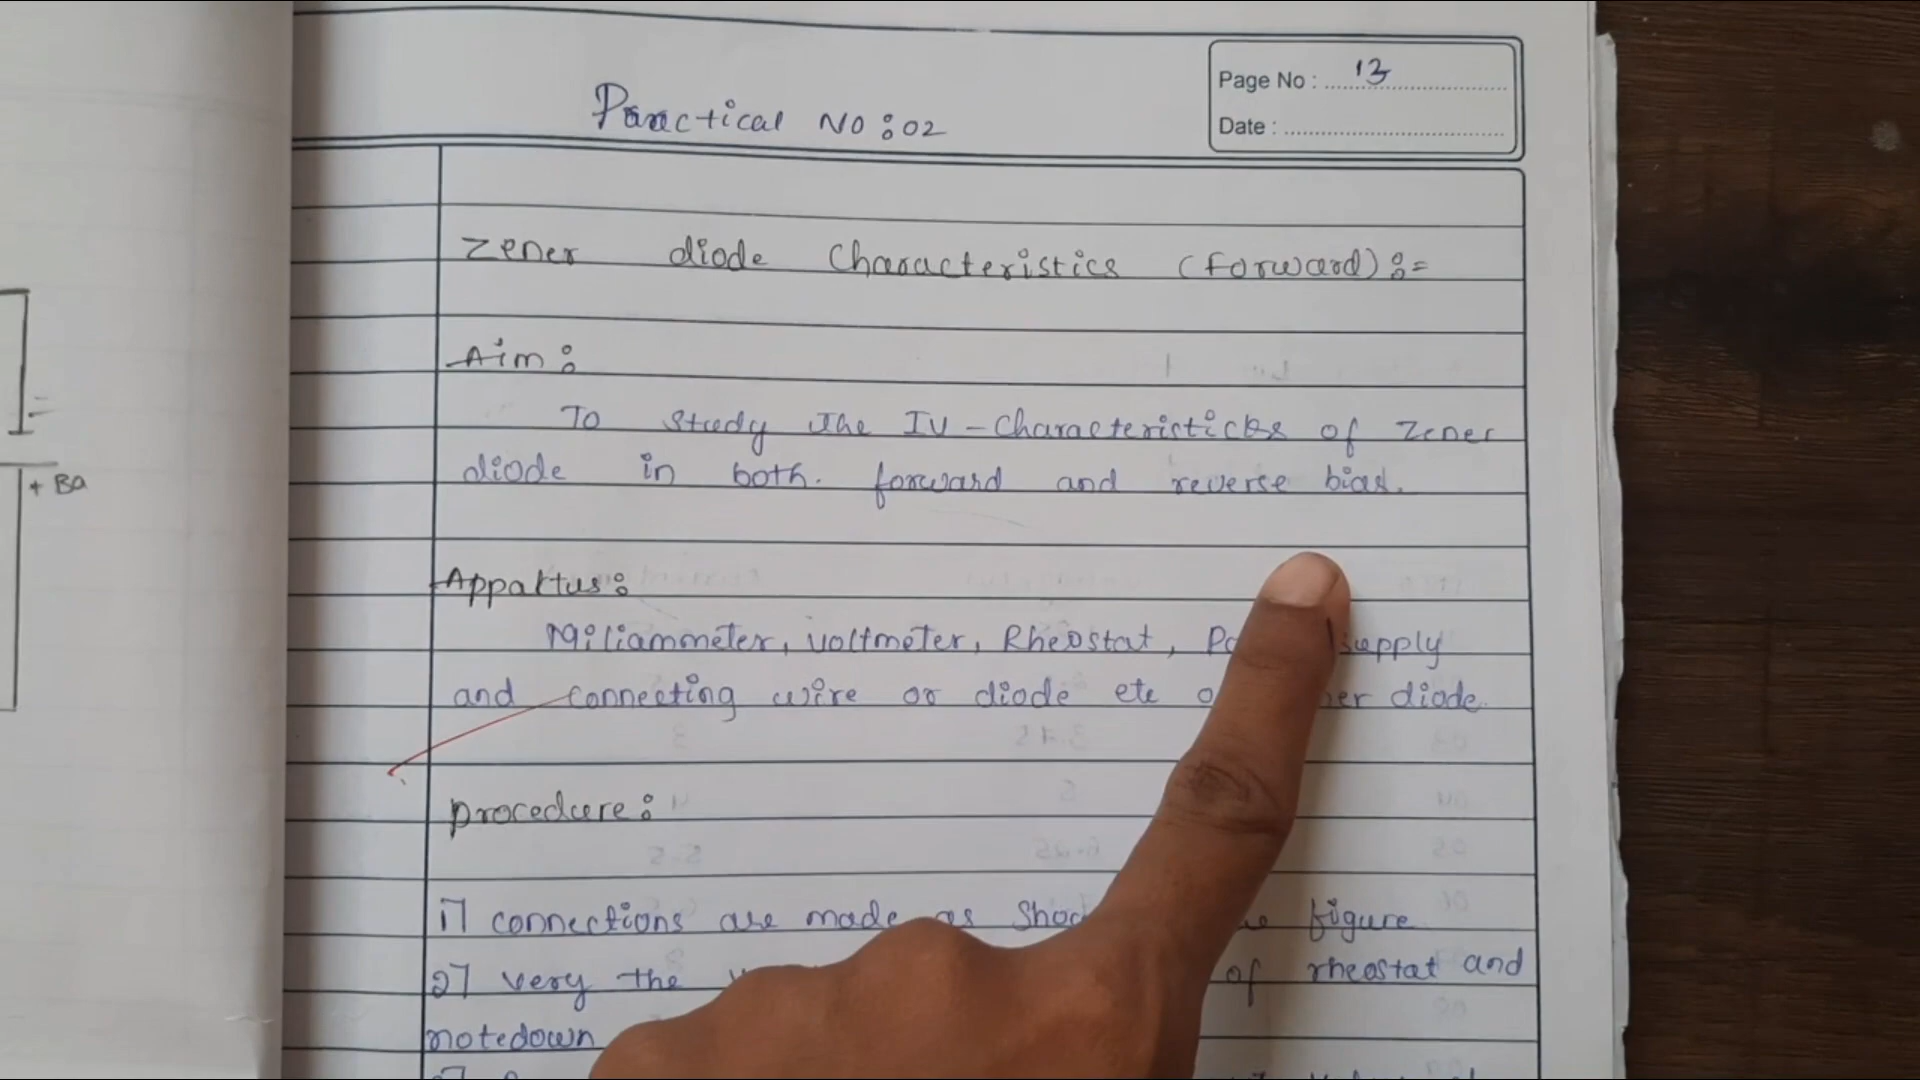 Practical No:02
Page No : 13
Date :
+ Ba
Zener diode Characteristics (forward):=
Aim:
To study the IV-Characteristicks of Zener
diode in both. forward and reverse bias.
Appartus:
Miliammeter, voltmeter, Rheostat, supply
and connecting wire or diode etc diode.
procedure:
1] connections are made as figure
2] very the of rheostat and
notedown